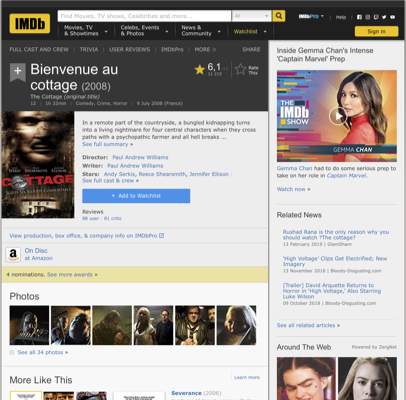 IMDb
Find Movies, TV shows, Celebrities and more...
All
IMDbPro
Help
Movies, TV
& Showtimes
Celebs, Events
& Photos
News &
Community
Watchlist
Sign in
FULL CAST AND CREW | TRIVIA | USER REVIEWS | IMDbPro | MORE
SHARE
Bienvenue au
cottage (2008)
The Cottage (original title)
12 | 1h 32min | Comedy, Crime, Horror | 9 July 2008 (France)
6,1
Rate
This
COTTAGE
In a remote part of the countryside, a bungled kidnapping turns
into a living nightmare for four central characters when they cross
paths with a psychopathic farmer and all hell breaks ...
See full summary »
Director: Paul Andrew Williams
Writer: Paul Andrew Williams
Stars: Andy Serkis, Reece Shearsmith, Jennifer Ellison |
See full cast & crew »
+ Add to Watchlist
Reviews
88 user | 81 critic
View production, box office, & company info on IMDbPro
On Disc
at Amazon
4 nominations. See more awards »
Photos
See all 34 photos »
More Like This
Learn more
Severance (2006)
Inside Gemma Chan's Intense
'Captain Marvel' Prep
THE
IMDb
SHOW
GEMMA CHAN
Gemma Chan had to do some serious prep
to take on her role in Captain Marvel.
Watch now »
Related News
Rushad Rana is the only reason why you
should watch ?The cottage?
13 February 2019 | GlamSham
'High Voltage' Clips Get Electrified; New
Imagery
13 November 2018 | Bloody-Disgusting.com
[Trailer] David Arquette Returns to
Horror in 'High Voltage,' Also Starring
Luke Wilson
09 October 2018 | Bloody-Disgusting.com
See all related articles »
Around The Web
Powered by ZergNet